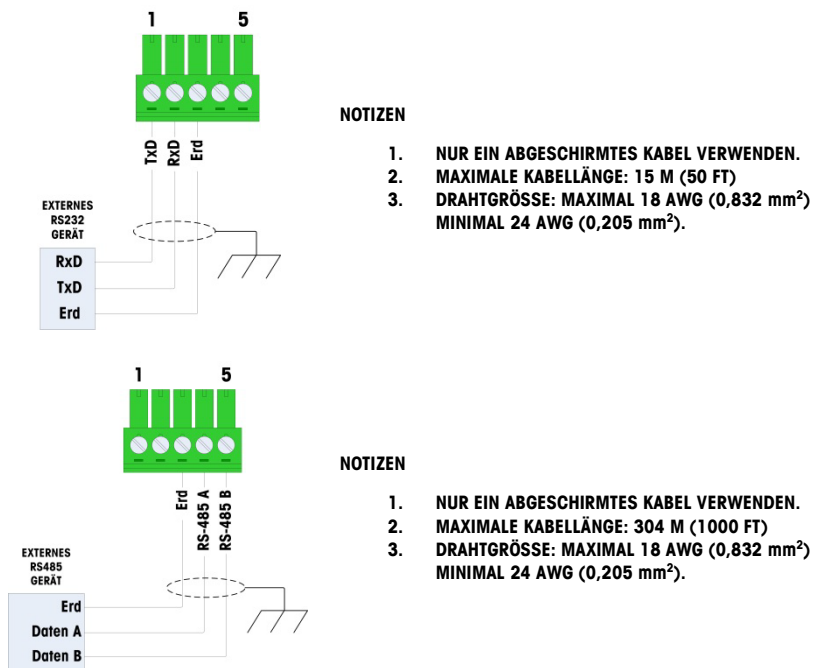 1 5
TxD
RxD
Erd
EXTERNES
RS232
GERÄT
RxD
TxD
Erd
NOTIZEN
1. NUR EIN ABGESCHIRMTES KABEL VERWENDEN.
2. MAXIMALE KABELLÄNGE: 15 M (50 FT)
3. DRAHTGRÖSSE: MAXIMAL 18 AWG (0,832 mm²)
MINIMAL 24 AWG (0,205 mm²).
1 5
Erd
RS-485 A
RS-485 B
EXTERNES
RS485
GERÄT
Erd
Daten A
Daten B
NOTIZEN
1. NUR EIN ABGESCHIRMTES KABEL VERWENDEN.
2. MAXIMALE KABELLÄNGE: 304 M (1000 FT)
3. DRAHTGRÖSSE: MAXIMAL 18 AWG (0,832 mm²)
MINIMAL 24 AWG (0,205 mm²).